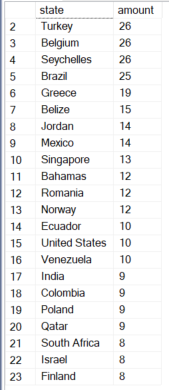 state amount
2 Turkey 26
3 Belgium 26
4 Seychelles 26
5 Brazil 25
6 Greece 19
7 Belize 15
8 Jordan 14
9 Mexico 14
10 Singapore 13
11 Bahamas 12
12 Romania 12
13 Norway 12
14 Ecuador 10
15 United States 10
16 Venezuela 10
17 India 9
18 Colombia 9
19 Poland 9
20 Qatar 9
21 South Africa 8
22 Israel 8
23 Finland 8